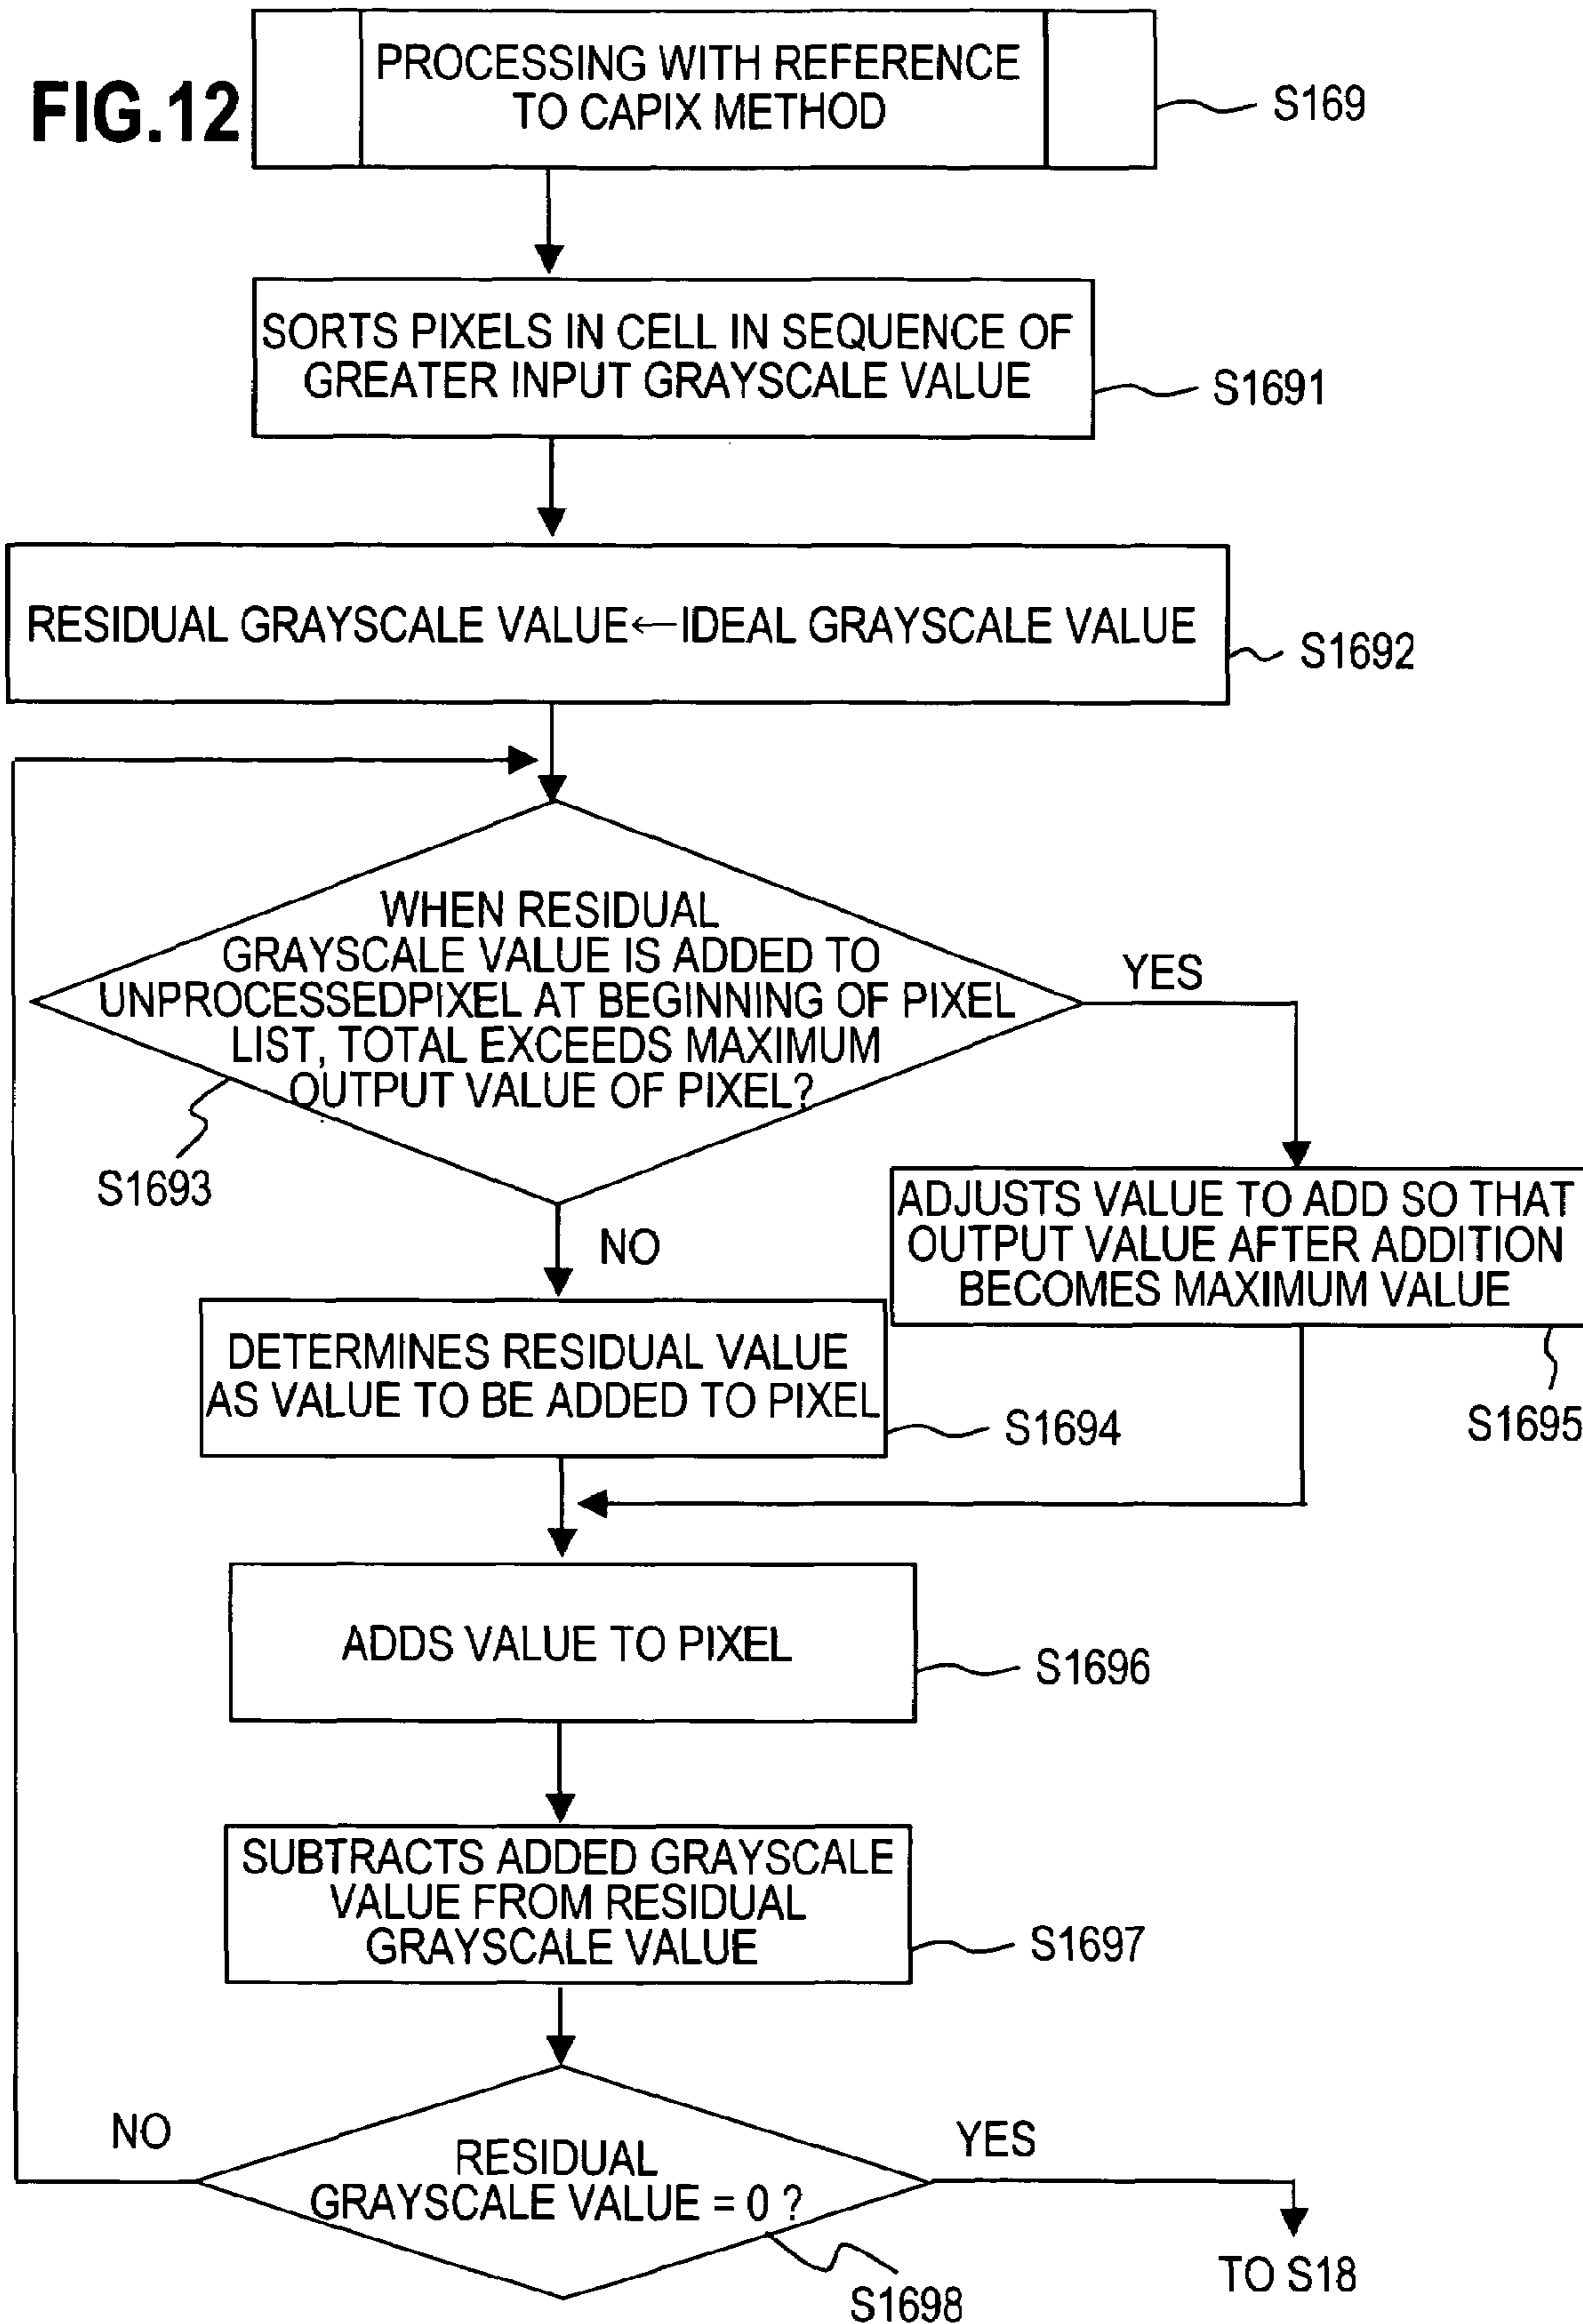 FIG.12
PROCESSING WITH REFERENCE
TO CAPIX METHOD
S169
SORTS PIXELS IN CELL IN SEQUENCE OF
GREATER INPUT GRAYSCALE VALUE
S1691
RESIDUAL GRAYSCALE VALUE←IDEAL GRAYSCALE VALUE
S1692
WHEN RESIDUAL
GRAYSCALE VALUE IS ADDED TO
UNPROCESSEDPIXEL AT BEGINNING OF PIXEL
LIST, TOTAL EXCEEDS MAXIMUM
OUTPUT VALUE OF PIXEL?
YES
S1693
NO
ADJUSTS VALUE TO ADD SO THAT
OUTPUT VALUE AFTER ADDITION
BECOMES MAXIMUM VALUE
S1695
DETERMINES RESIDUAL VALUE
AS VALUE TO BE ADDED TO PIXEL
S1694
ADDS VALUE TO PIXEL
S1696
SUBTRACTS ADDED GRAYSCALE
VALUE FROM RESIDUAL
GRAYSCALE VALUE
S1697
NO
RESIDUAL
GRAYSCALE VALUE = 0 ?
YES
S1698
TO S18